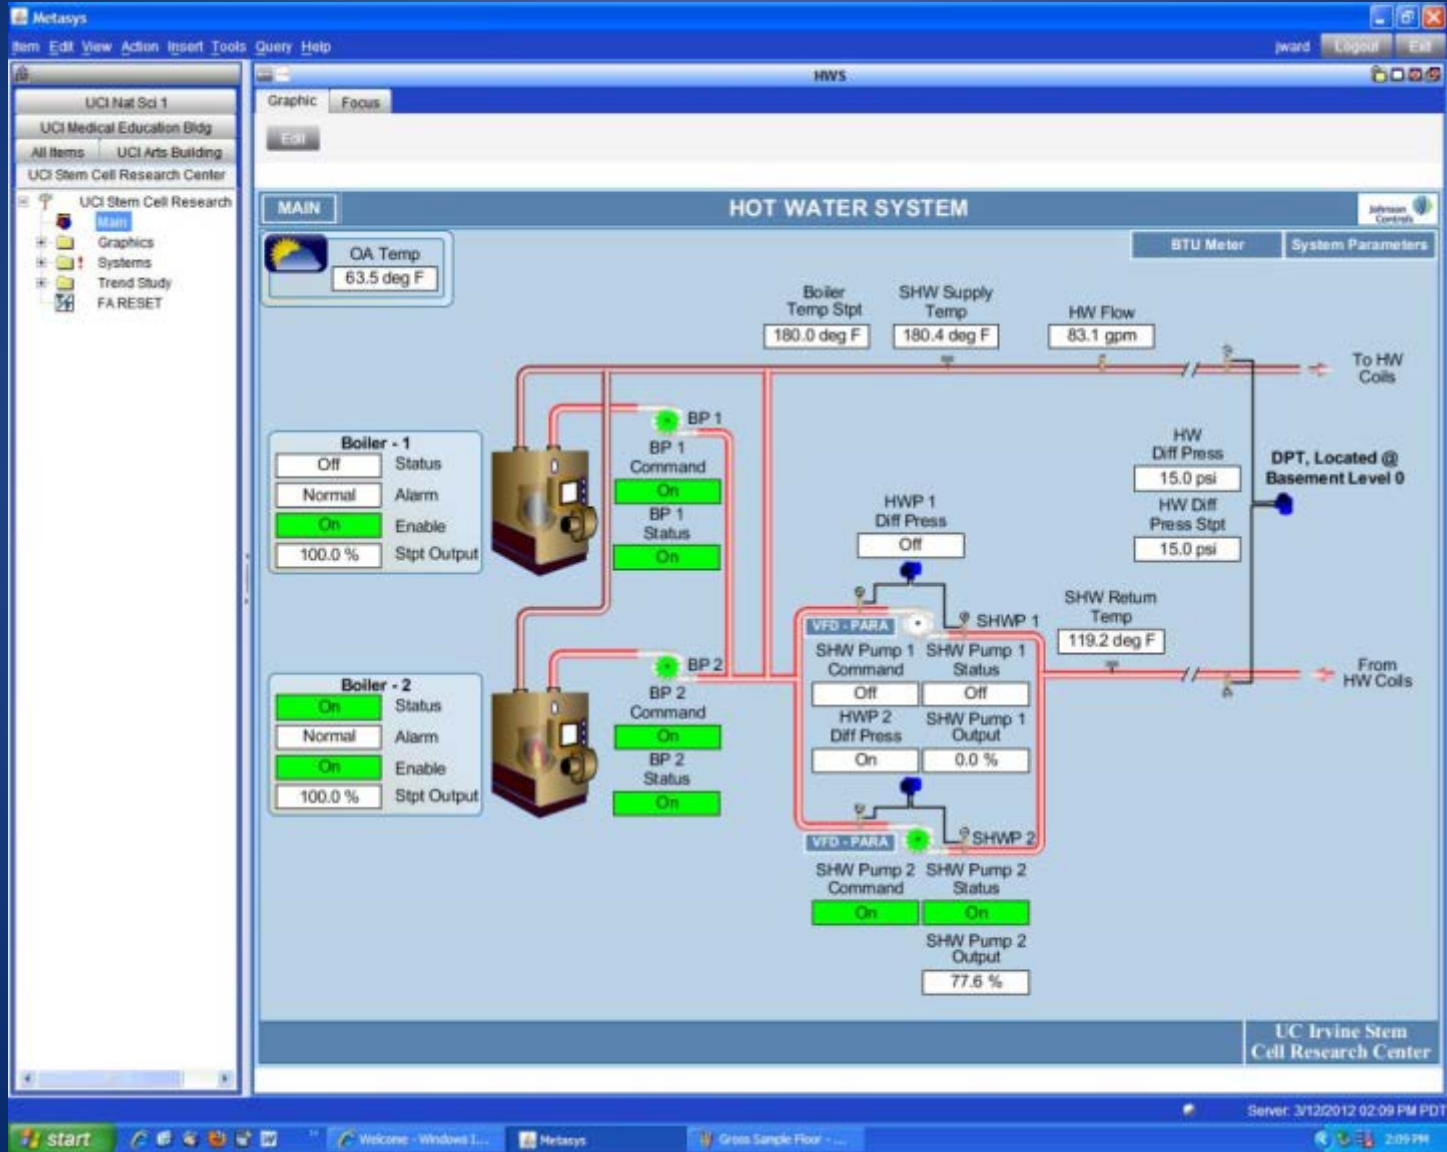 Metasys
Item Edit View Action Insert Tools Query Help
jward Logout Exit
HWS
UCI Nat Sci 1
UCI Medical Education Bldg
All Items UCI Arts Building
UCI Stem Cell Research Center
UCI Stem Cell Research
Main
Graphics
Systems
Trend Study
FA RESET
Graphic Focus
Edit
MAIN HOT WATER SYSTEM Johnson Controls
BTU Meter System Parameters
OA Temp
63.5 deg F
Boiler Temp Stpt
180.0 deg F
SHW Supply Temp
180.4 deg F
HW Flow
83.1 gpm
To HW Coils
Boiler - 1
Off Status
Normal Alarm
On Enable
100.0 % Stpt Output
BP 1
BP 1 Command
On
BP 1 Status
On
HW Diff Press
15.0 psi
HW Diff Press Stpt
15.0 psi
DPT, Located @ Basement Level 0
HWP 1 Diff Press
Off
SHW Return Temp
119.2 deg F
From HW Coils
VFD - PARA
SHWP 1
SHW Pump 1 Command
Off
SHW Pump 1 Status
Off
HWP 2 Diff Press
On
SHW Pump 1 Output
0.0 %
Boiler - 2
On Status
Normal Alarm
On Enable
100.0 % Stpt Output
BP 2
BP 2 Command
On
BP 2 Status
On
VFD - PARA
SHWP 2
SHW Pump 2 Command
On
SHW Pump 2 Status
On
SHW Pump 2 Output
77.6 %
UC Irvine Stem
Cell Research Center
Server: 3/12/2012 02:09 PM PDT
start Welcome - Windows I... Metasys Gross Sample Floor - ... 2:09 PM